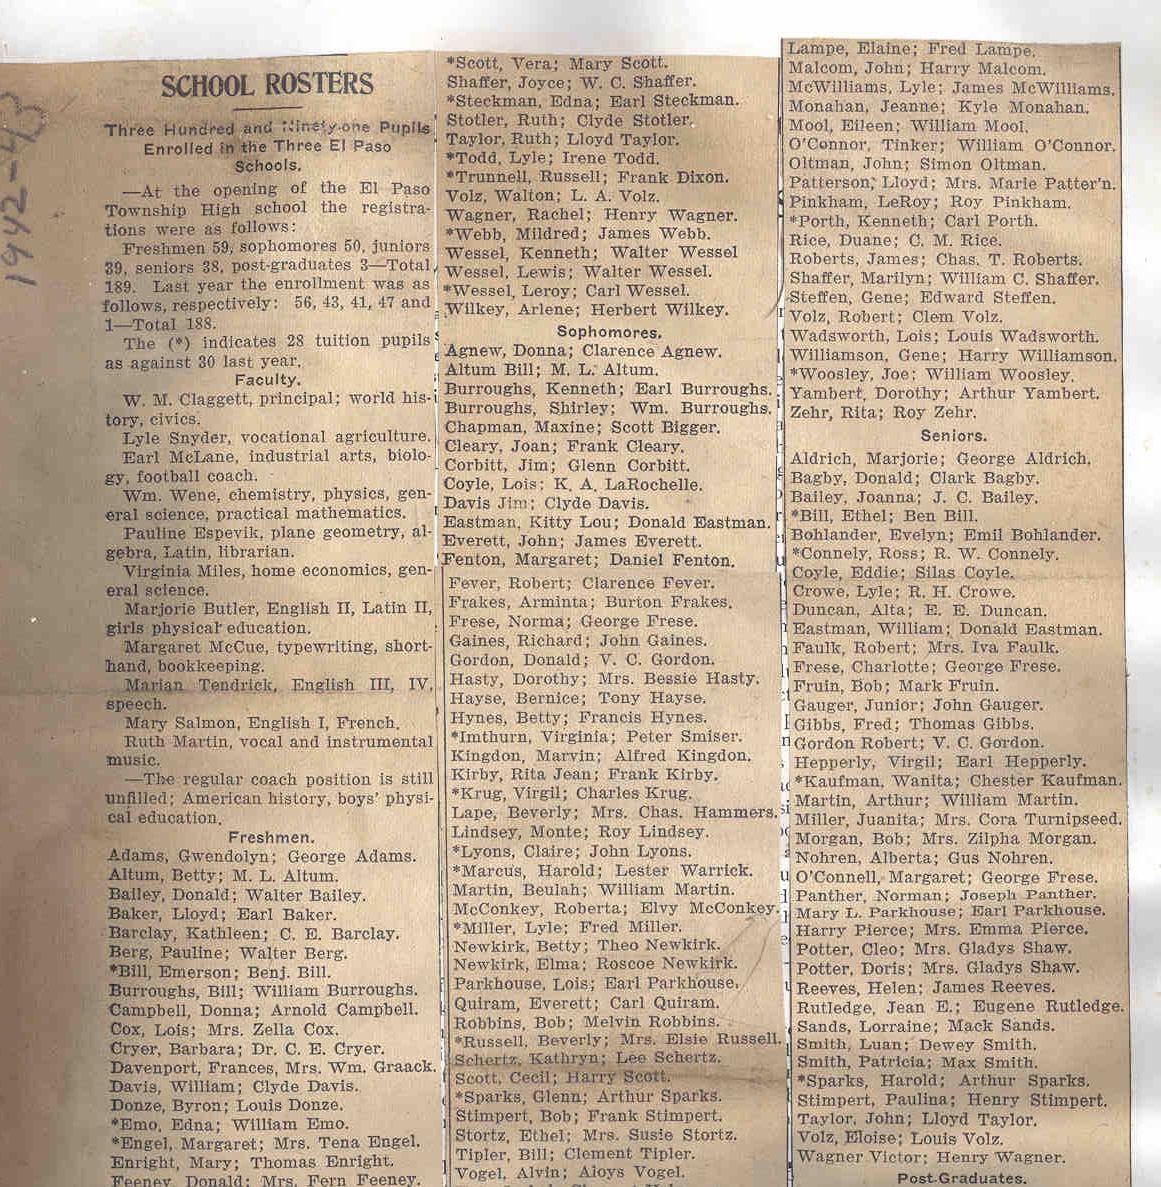 1942-43
SCHOOL ROSTERS
Three Hundred and Ninety-one Pupils
Enrolled in the Three El Paso
Schools.
—At the opening of the El Paso
Township High school the registra-
tions were as follows:
Freshmen 59, sophomores 50, juniors
39, seniors 38, post-graduates 3—Total
189. Last year the enrollment was as
follows, respectively: 56, 43, 41, 47 and
1—Total 188.
The (*) indicates 28 tuition pupils
as against 30 last year.
Faculty.
W. M. Claggett, principal; world his-
tory, civics.
Lyle Snyder, vocational agriculture.
Earl McLane, industrial arts, biolo-
gy, football coach.
Wm. Wene, chemistry, physics, gen-
eral science, practical mathematics.
Pauline Espevik, plane geometry, al-
gebra, Latin, librarian.
Virginia Miles, home economics, gen-
eral science.
Marjorie Butler, English II, Latin II,
girls physical education.
Margaret McCue, typewriting, short-
hand, bookkeeping.
Marian Tendrick, English III, IV,
speech.
Mary Salmon, English I, French.
Ruth Martin, vocal and instrumental
music.
—The regular coach position is still
unfilled; American history, boys' physi-
cal education.
Freshmen.
Adams, Gwendolyn; George Adams.
Altum, Betty; M. L. Altum.
Bailey, Donald; Walter Bailey.
Baker, Lloyd; Earl Baker.
Barclay, Kathleen; C. E. Barclay.
Berg, Pauline; Walter Berg.
*Bill, Emerson; Benj. Bill.
Burroughs, Bill; William Burroughs.
Campbell, Donna; Arnold Campbell.
Cox, Lois; Mrs. Zella Cox.
Cryer, Barbara; Dr. C. E. Cryer.
Davenport, Frances, Mrs. Wm. Graack.
Davis, William; Clyde Davis.
Donze, Byron; Louis Donze.
*Emo, Edna; William Emo.
*Engel, Margaret; Mrs. Tena Engel.
Enright, Mary; Thomas Enright.
Feeney, Donald; Mrs. Fern Feeney.
*Scott, Vera; Mary Scott.
Shaffer, Joyce; W. C. Shaffer.
*Steckman, Edna; Earl Steckman.
Stotler, Ruth; Clyde Stotler.
Taylor, Ruth; Lloyd Taylor.
*Todd, Lyle; Irene Todd.
*Trunnell, Russell; Frank Dixon.
Volz, Walton; L. A. Volz.
Wagner, Rachel; Henry Wagner.
*Webb, Mildred; James Webb.
Wessel, Kenneth; Walter Wessel
Wessel, Lewis; Walter Wessel.
*Wessel, Leroy; Carl Wessel.
Wilkey, Arlene; Herbert Wilkey.
Sophomores.
Agnew, Donna; Clarence Agnew.
Altum Bill; M. L. Altum.
Burroughs, Kenneth; Earl Burroughs.
Burroughs, Shirley; Wm. Burroughs.
Chapman, Maxine; Scott Bigger.
Cleary, Joan; Frank Cleary.
Corbitt, Jim; Glenn Corbitt.
Coyle, Lois; K. A. LaRochelle.
Davis Jim; Clyde Davis.
Eastman, Kitty Lou; Donald Eastman.
Everett, John; James Everett.
Fenton, Margaret; Daniel Fenton.
Fever, Robert; Clarence Fever.
Frakes, Arminta; Burton Frakes.
Frese, Norma; George Frese.
Gaines, Richard; John Gaines.
Gordon, Donald; V. C. Gordon.
Hasty, Dorothy; Mrs. Bessie Hasty.
Hayse, Bernice; Tony Hayse.
Hynes, Betty; Francis Hynes.
*Imthurn, Virginia; Peter Smiser.
Kingdon, Marvin; Alfred Kingdon.
Kirby, Rita Jean; Frank Kirby.
*Krug, Virgil; Charles Krug.
Lape, Beverly; Mrs. Chas. Hammers.
Lindsey, Monte; Roy Lindsey.
*Lyons, Claire; John Lyons.
*Marcus, Harold; Lester Warrick.
Martin, Beulah; William Martin.
McConkey, Roberta; Elvy McConkey.
*Miller, Lyle; Fred Miller.
Newkirk, Betty; Theo Newkirk.
Newkirk, Elma; Roscoe Newkirk.
Parkhouse, Lois; Earl Parkhouse.
Quiram, Everett; Carl Quiram.
Robbins, Bob; Melvin Robbins.
*Russell, Beverly; Mrs. Elsie Russell.
Schertz, Kathryn; Lee Schertz.
Scott, Cecil; Harry Scott.
*Sparks, Glenn; Arthur Sparks.
Stimpert, Bob; Frank Stimpert.
Stortz, Ethel; Mrs. Susie Stortz.
Tipler, Bill; Clement Tipler.
Vogel, Alvin; Aloys Vogel.
Lampe, Elaine; Fred Lampe.
Malcom, John; Harry Malcom.
McWilliams, Lyle; James McWilliams.
Monahan, Jeanne; Kyle Monahan.
Mool, Eileen; William Mool.
O'Connor, Tinker; William O'Connor.
Oltman, John; Simon Oltman.
Patterson, Lloyd; Mrs. Marie Patter'n.
Pinkham, LeRoy; Roy Pinkham.
*Porth, Kenneth; Carl Porth.
Rice, Duane; C. M. Rice.
Roberts, James; Chas. T. Roberts.
Shaffer, Marilyn; William C. Shaffer.
Steffen, Gene; Edward Steffen.
Volz, Robert; Clem Volz.
Wadsworth, Lois; Louis Wadsworth.
Williamson, Gene; Harry Williamson.
*Woosley, Joe; William Woosley.
Yambert, Dorothy; Arthur Yambert.
Zehr, Rita; Roy Zehr.
Seniors.
Aldrich, Marjorie; George Aldrich.
Bagby, Donald; Clark Bagby.
Bailey, Joanna; J. C. Bailey.
*Bill, Ethel; Ben Bill.
Bohlander, Evelyn; Emil Bohlander.
*Connely, Ross; R. W. Connely.
Coyle, Eddie; Silas Coyle.
Crowe, Lyle; R. H. Crowe.
Duncan, Alta; E. E. Duncan.
Eastman, William; Donald Eastman.
Faulk, Robert; Mrs. Iva Faulk.
Frese, Charlotte; George Frese.
Fruin, Bob; Mark Fruin.
Gauger, Junior; John Gauger.
Gibbs, Fred; Thomas Gibbs.
Gordon Robert; V. C. Gordon.
Hepperly, Virgil; Earl Hepperly.
*Kaufman, Wanita; Chester Kaufman.
Martin, Arthur; William Martin.
Miller, Juanita; Mrs. Cora Turnipseed.
Morgan, Bob; Mrs. Zilpha Morgan.
Nohren, Alberta; Gus Nohren.
O'Connell, Margaret; George Frese.
Panther, Norman; Joseph Panther.
Mary L. Parkhouse; Earl Parkhouse.
Harry Pierce; Mrs. Emma Pierce.
Potter, Cleo; Mrs. Gladys Shaw.
Potter, Doris; Mrs. Gladys Shaw.
Reeves, Helen; James Reeves.
Rutledge, Jean E.; Eugene Rutledge.
Sands, Lorraine; Mack Sands.
Smith, Luan; Dewey Smith.
Smith, Patricia; Max Smith.
*Sparks, Harold; Arthur Sparks.
Stimpert, Paulina; Henry Stimpert.
Taylor, John; Lloyd Taylor.
Volz, Eloise; Louis Volz.
Wagner Victor; Henry Wagner.
Post-Graduates.